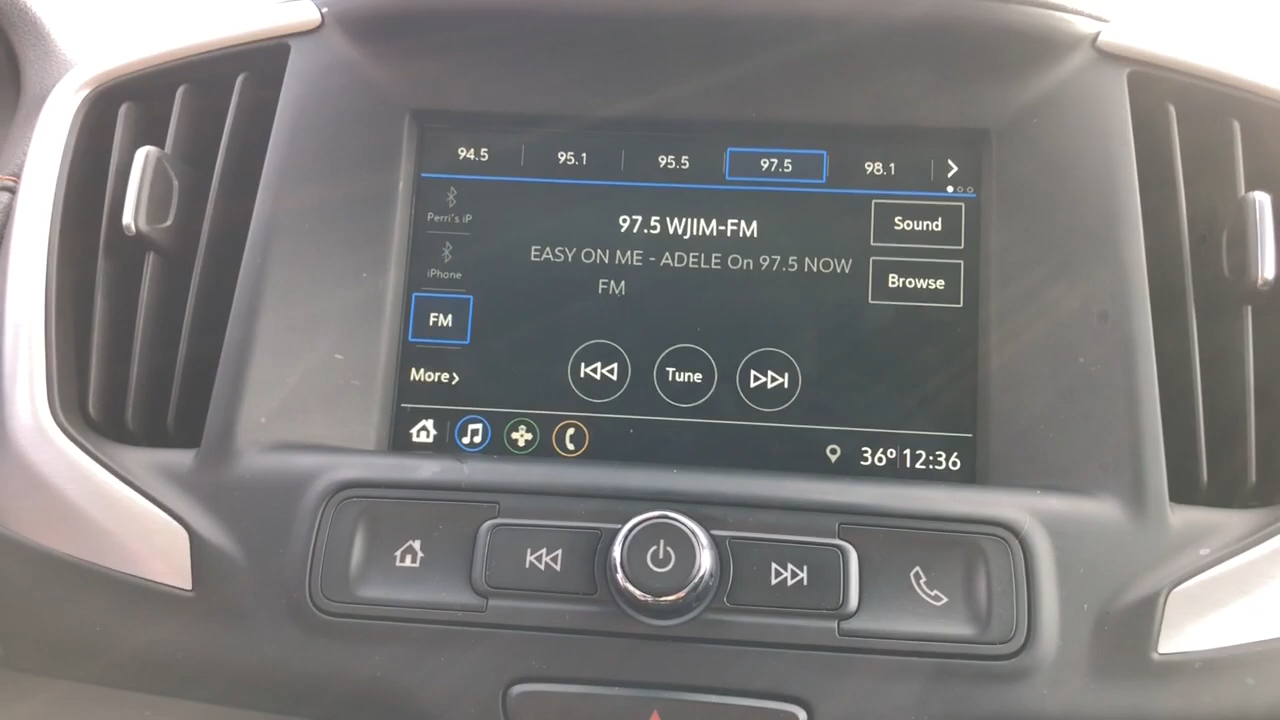 94.5 95.1 95.5 97.5 98.1
Perri's iP
iPhone
FM
More
97.5 WJIM-FM
EASY ON ME - ADELE On 97.5 NOW
FM
Sound
Browse
Tune
36° 12:36